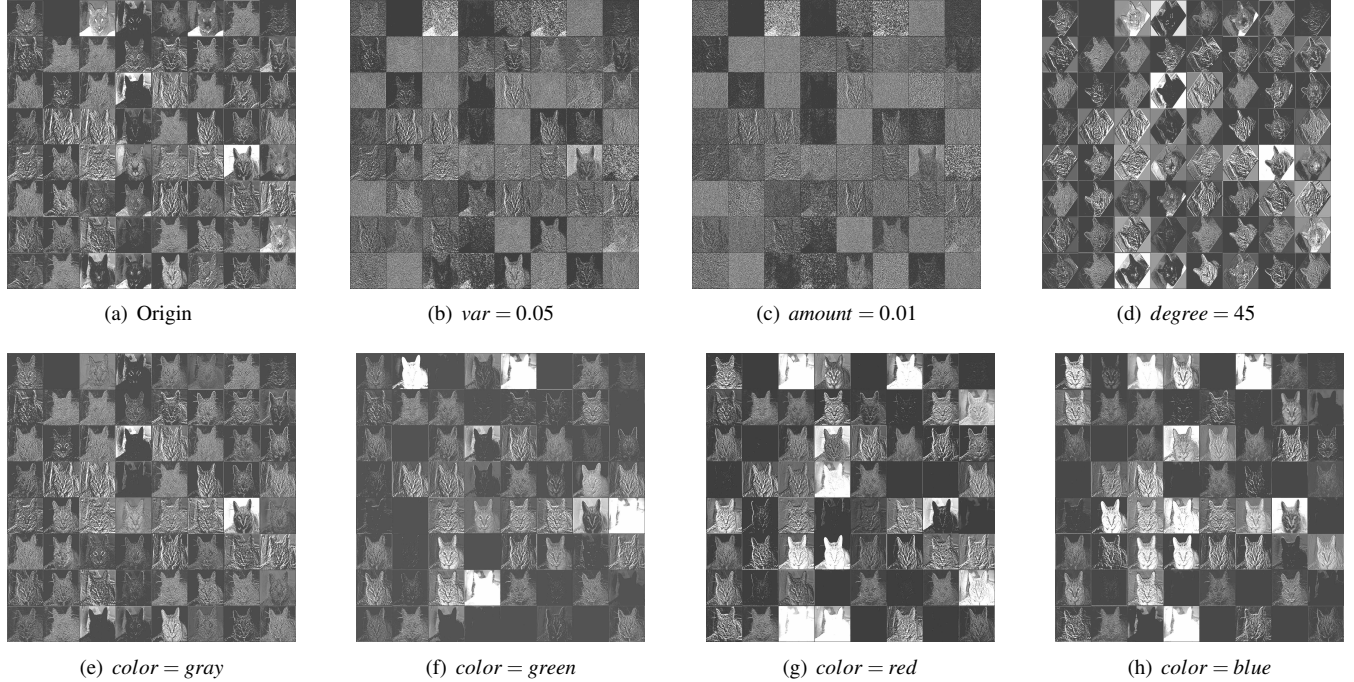 (a) Origin
(b) var = 0.05
(c) amount = 0.01
(d) degree = 45
(e) color = gray
(f) color = green
(g) color = red
(h) color = blue